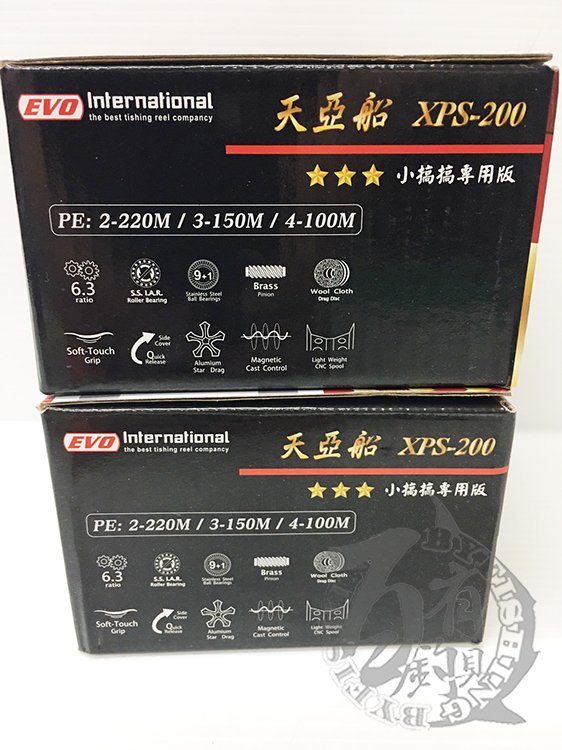 EVO International
the best tishing reel compancy
天亞船 XPS-200
小搞搞專用版
PE: 2-220M / 3-150M / 4-100M
6.3
ratio
S.S. I.A.R.
Roller Bearing
9+1
Stainless Steel
Ball Bearings
Brass
Pinion
Wool Cloth
Drag Disc
Soft-Touch
Grip
Side
Cover
Quick
Release
Alumium
Star Drag
Magnetic
Cast Control
Light Weight
CNC Spool
EVO International
the best tishing reel compancy
天亞船 XPS-200
小搞搞專用版
PE: 2-220M / 3-150M / 4-100M
6.3
ratio
S.S. I.A.R.
Roller Bearing
9+1
Stainless Steel
Ball Bearings
Brass
Pinion
Wool Cloth
Drag Disc
Soft-Touch
Grip
Side
Cover
Quick
Release
Alumium
Star Drag
Magnetic
Cast Control
Light Weight
CNC Spool
BYFISHING